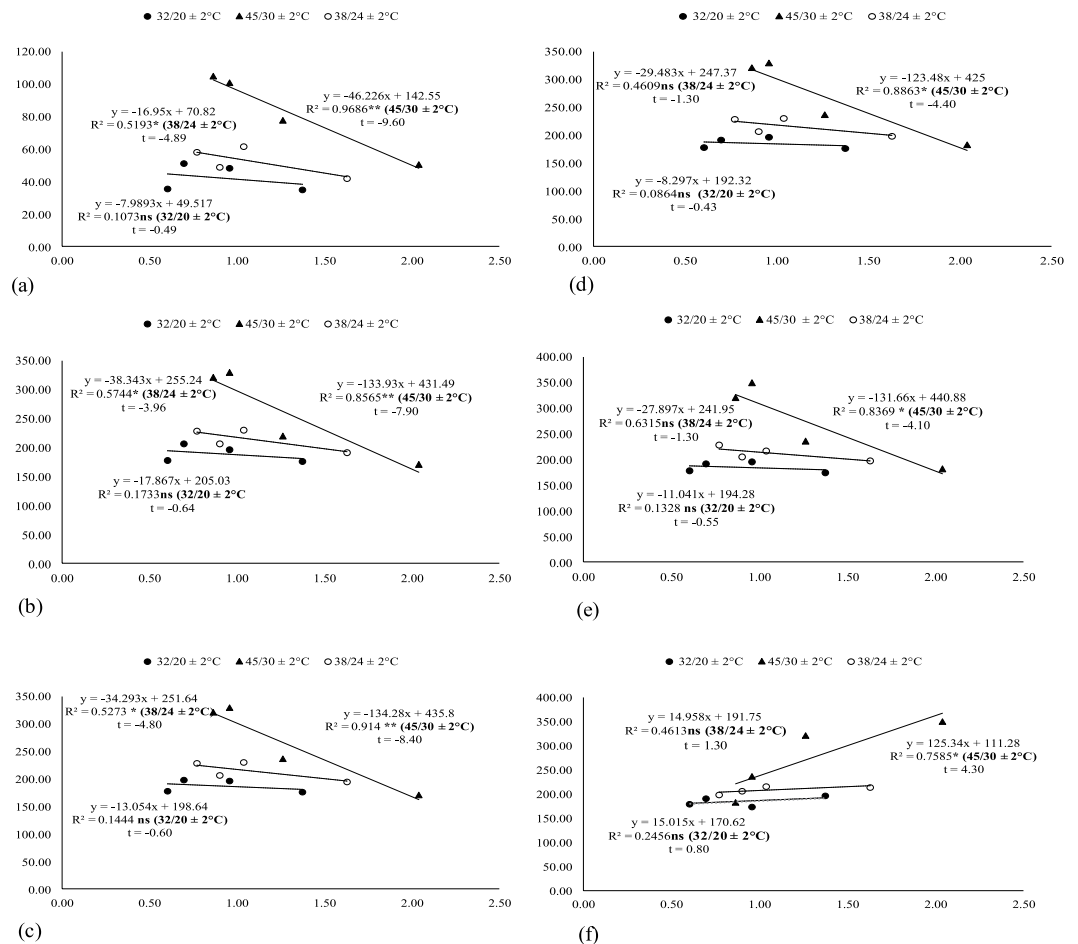 ● 32/20 ± 2°C ▲ 45/30 ± 2°C ○ 38/24 ± 2°C
120.00
100.00
80.00
60.00
40.00
20.00
0.00
0.00 0.50 1.00 1.50 2.00 2.50
y = -16.95x + 70.82
R² = 0.5193* (38/24 ± 2°C)
t = -4.89
y = -46.226x + 142.55
R² = 0.9686** (45/30 ± 2°C)
t = -9.60
y = -7.9893x + 49.517
R² = 0.1073ns (32/20 ± 2°C)
t = -0.49
(a)
● 32/20 ± 2°C ▲ 45/30 ± 2°C ○ 38/24 ± 2°C
350.00
300.00
250.00
200.00
150.00
100.00
50.00
0.00
0.00 0.50 1.00 1.50 2.00 2.50
y = -29.483x + 247.37
R² = 0.4609ns (38/24 ± 2°C)
t = -1.30
y = -123.48x + 425
R² = 0.8863* (45/30 ± 2°C)
t = -4.40
y = -8.297x + 192.32
R² = 0.0864ns (32/20 ± 2°C)
t = -0.43
(d)
● 32/20 ± 2°C ▲ 45/30 ± 2°C ○ 38/24 ± 2°C
350.00
300.00
250.00
200.00
150.00
100.00
50.00
0.00
0.00 0.50 1.00 1.50 2.00 2.50
y = -38.343x + 255.24
R² = 0.5744* (38/24 ± 2°C)
t = -3.96
y = -133.93x + 431.49
R² = 0.8565** (45/30 ± 2°C)
t = -7.90
y = -17.867x + 205.03
R² = 0.1733ns (32/20 ± 2°C
t = -0.64
(b)
● 32/20 ± 2°C ▲ 45/30 ± 2°C ○ 38/24 ± 2°C
400.00
350.00
300.00
250.00
200.00
150.00
100.00
50.00
0.00
0.00 0.50 1.00 1.50 2.00 2.50
y = -27.897x + 241.95
R² = 0.6315ns (38/24 ± 2°C)
t = -1.30
y = -131.66x + 440.88
R² = 0.8369 * (45/30 ± 2°C)
t = -4.10
y = -11.041x + 194.28
R² = 0.1328 ns (32/20 ± 2°C)
t = -0.55
(e)
● 32/20 ± 2°C ▲ 45/30 ± 2°C ○ 38/24 ± 2°C
350.00
300.00
250.00
200.00
150.00
100.00
50.00
0.00
0.00 0.50 1.00 1.50 2.00 2.50
y = -34.293x + 251.64
R² = 0.5273 * (38/24 ± 2°C)
t = -4.80
y = -134.28x + 435.8
R² = 0.914 ** (45/30 ± 2°C)
t = -8.40
y = -13.054x + 198.64
R² = 0.1444 ns (32/20 ± 2°C)
t = -0.60
(c)
● 32/20 ± 2°C ▲ 45/30 ± 2°C ○ 38/24 ± 2°C
400.00
350.00
300.00
250.00
200.00
150.00
100.00
50.00
0.00
0.00 0.50 1.00 1.50 2.00 2.50
y = 14.958x + 191.75
R² = 0.4613ns (38/24 ± 2°C)
t = 1.30
y = 125.34x + 111.28
R² = 0.7585* (45/30 ± 2°C)
t = 4.30
y = 15.015x + 170.62
R² = 0.2456ns (32/20 ± 2°C)
t = 0.80
(f)